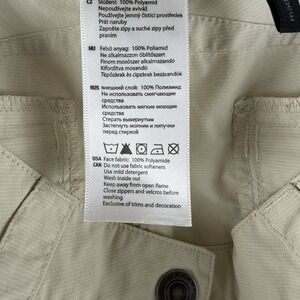 CZ Složení: 100% Polyamid
Nepoužívejte aviváž
Používejte jemný čisticí prostředek
Prát naruby
Zapněte zipy a suché zipy před
praním
HU Felső anyag: 100% Poliamid
Ne alkalmazzon öblítőszert
Finom mosószer alkalmazandó
Kifordítva mosandó
Tépőzárak és cipzárak bezárandó
RUS внешний слой: 100% Полиамид
Не использовать смягчающие
средства
Использовать мягкие моющие
средства
Стирать вывернутым
Застегнуть молнии и липучки
перед стиркой
USA Face fabric: 100% Polyamide
CAN Do not use fabric softeners
Use mild detergent
Wash inside out
Keep away from open flame
Close zippers and velcros before
washing
Exclusive of trims and decoration